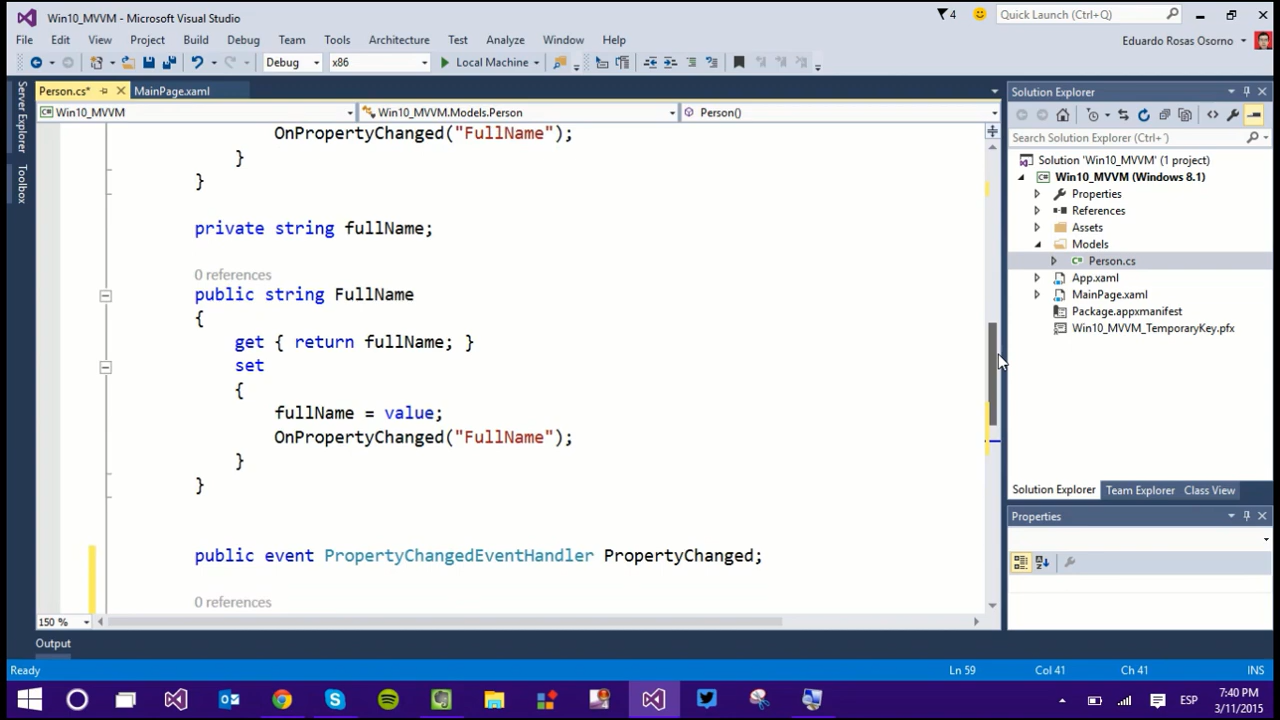 Win10_MVVM - Microsoft Visual Studio
4
Quick Launch (Ctrl+Q)
File Edit View Project Build Debug Team Tools Architecture Test Analyze Window Help
Eduardo Rosas Osorno
Debug x86 Local Machine
Server Explorer
Toolbox
Person.cs* MainPage.xaml
Win10_MVVM Win10_MVVM.Models.Person Person()
OnPropertyChanged("FullName");
}
}
private string fullName;
0 references
public string FullName
{
get { return fullName; }
set
{
fullName = value;
OnPropertyChanged("FullName");
}
}
public event PropertyChangedEventHandler PropertyChanged;
0 references
150 %
Solution Explorer
Search Solution Explorer (Ctrl+´)
Solution 'Win10_MVVM' (1 project)
Win10_MVVM (Windows 8.1)
Properties
References
Assets
Models
Person.cs
App.xaml
MainPage.xaml
Package.appxmanifest
Win10_MVVM_TemporaryKey.pfx
Solution Explorer Team Explorer Class View
Properties
Output
Ready Ln 59 Col 41 Ch 41 INS
ESP
7:40 PM
3/11/2015